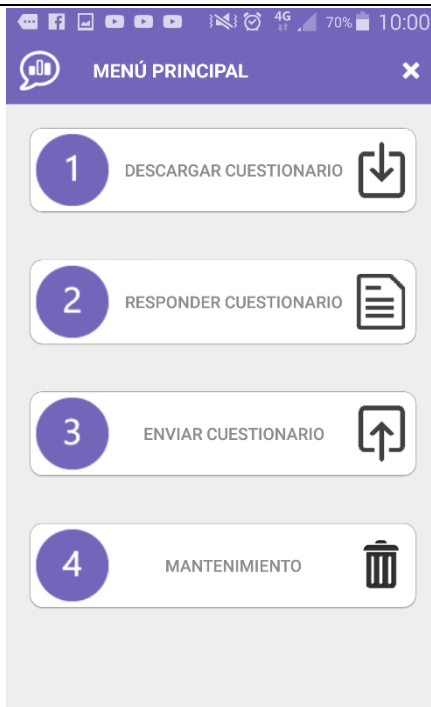 4G 70% 10:00
MENÚ PRINCIPAL
1 DESCARGAR CUESTIONARIO
2 RESPONDER CUESTIONARIO
3 ENVIAR CUESTIONARIO
4 MANTENIMIENTO